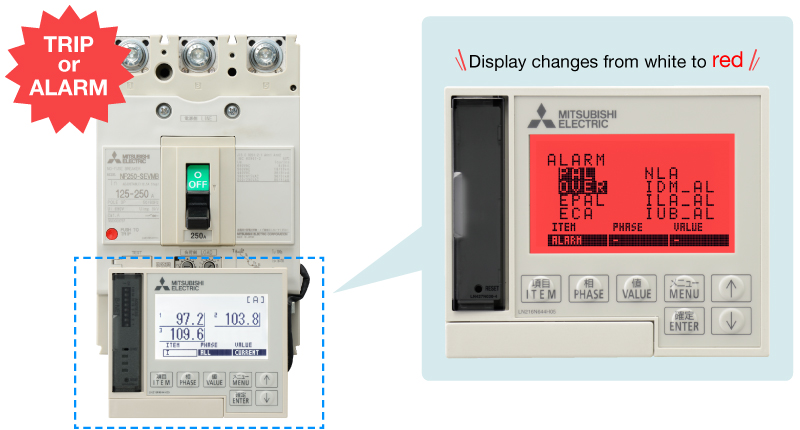 TRIP
or
ALARM
Display changes from white to red
MITSUBISHI
ELECTRIC
NF250-SEVMB
125-250 A
OFF
250A
MITSUBISHI
ELECTRIC
[A]
1 97.2 2 103.8
3 109.6
ITEM PHASE VALUE
I ALL CURRENT
項目 ITEM 相 PHASE 値 VALUE メニュー MENU ↑
確定 ENTER ↓
MITSUBISHI
ELECTRIC
ALARM
PAL NLA
OVER IDM_AL
EPAL ILA_AL
ECA IUB_AL
ITEM PHASE VALUE
ALARM - -
RESET
項目 ITEM 相 PHASE 値 VALUE メニュー MENU ↑
確定 ENTER ↓